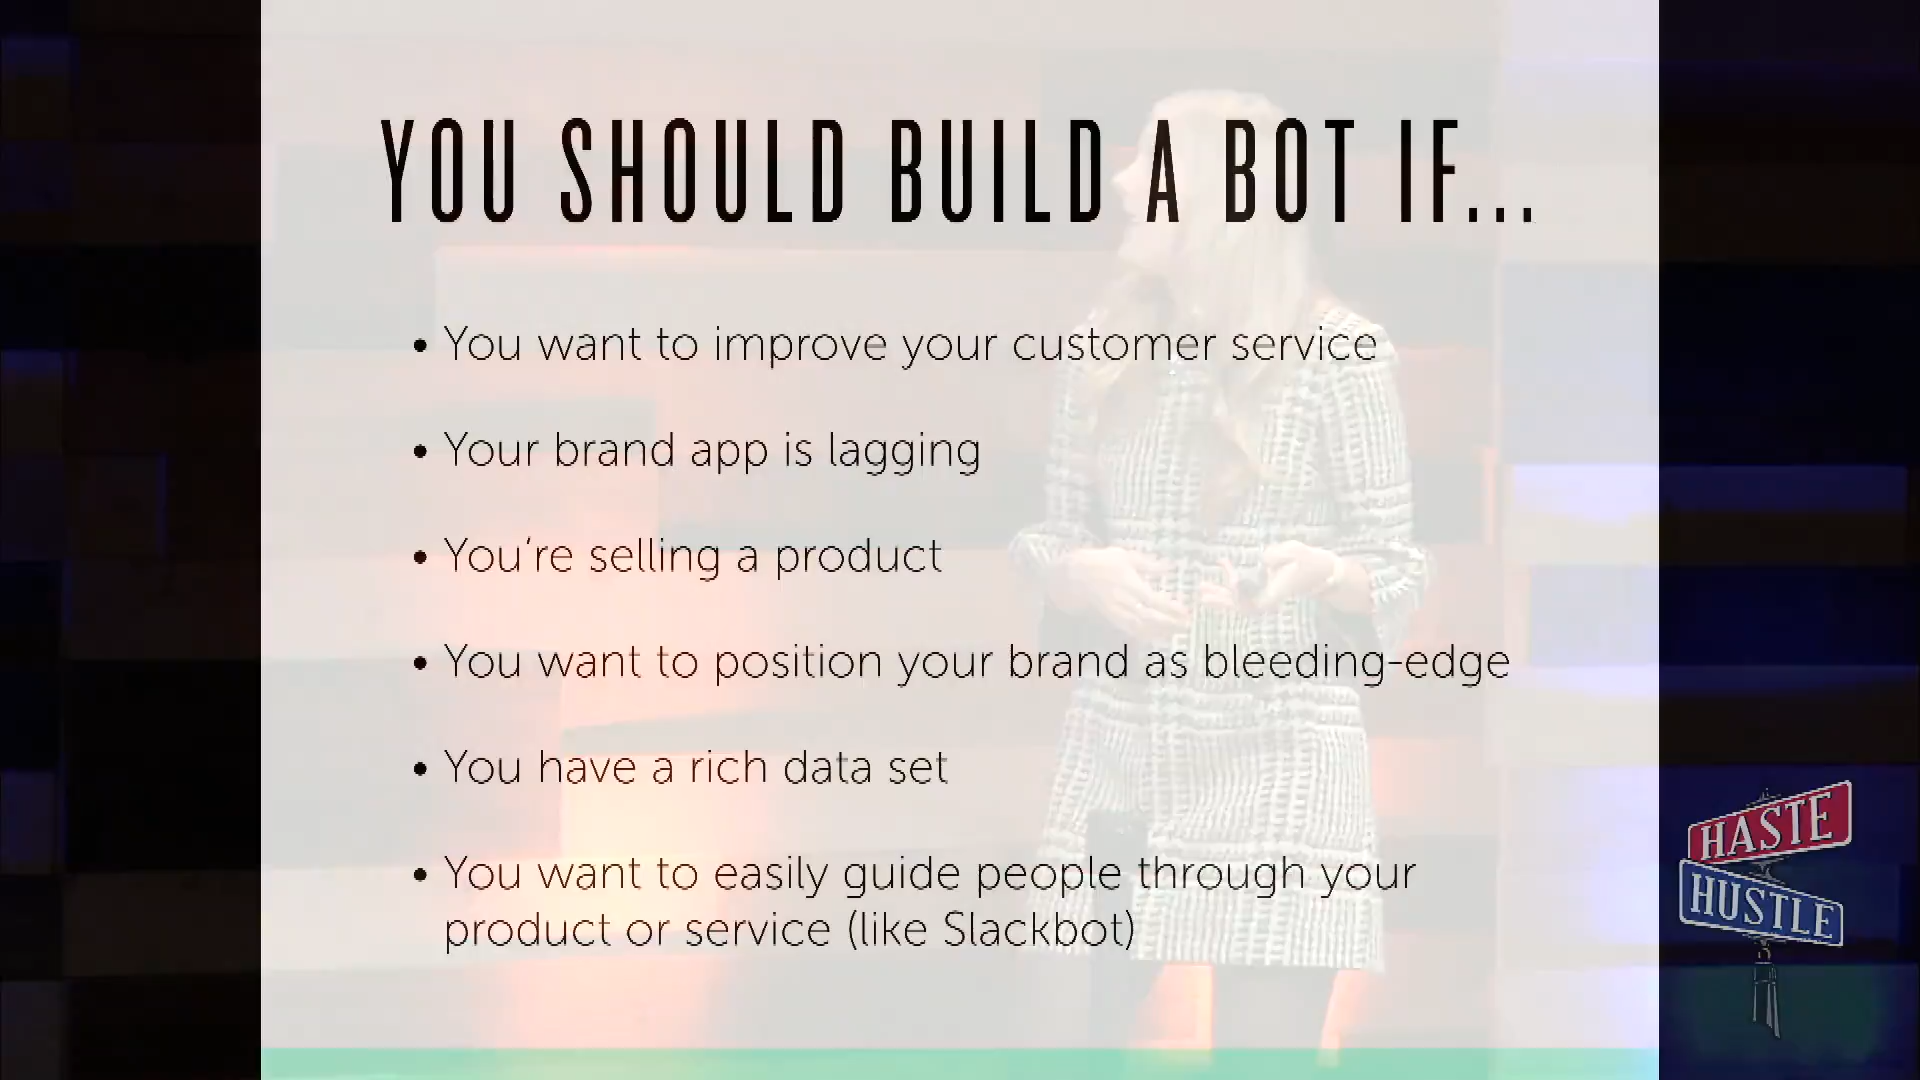 YOU SHOULD BUILD A BOT IF...
• You want to improve your customer service
• Your brand app is lagging
• You're selling a product
• You want to position your brand as bleeding-edge
• You have a rich data set
• You want to easily guide people through your
product or service (like Slackbot)
HASTE
HUSTLE